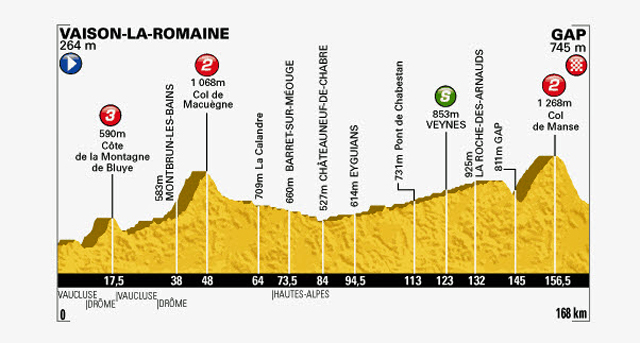 VAISON-LA-ROMAINE
264 m
GAP
745 m
3
590m
Côte
de la Montagne
de Bluye
583m
MONTBRUN-LES-BAINS
2
1 068m
Col de
Macuègne
709m La Calandre
660m BARRET-SUR-MÉOUGE
527m CHÂTEAUNEUF-DE-CHABRE
614m EYGUIANS
731m Pont de Chabestan
S
853m
VEYNES
925m
LA ROCHE-DES-ARNAUDS
811m GAP
2
1 268m
Col
de Manse
17,5 38 48 64 73,5 84 94,5 113 123 132 145 156,5
VAUCLUSE |DRÔME |VAUCLUSE |DRÔME |HAUTES-ALPES
0 168 km